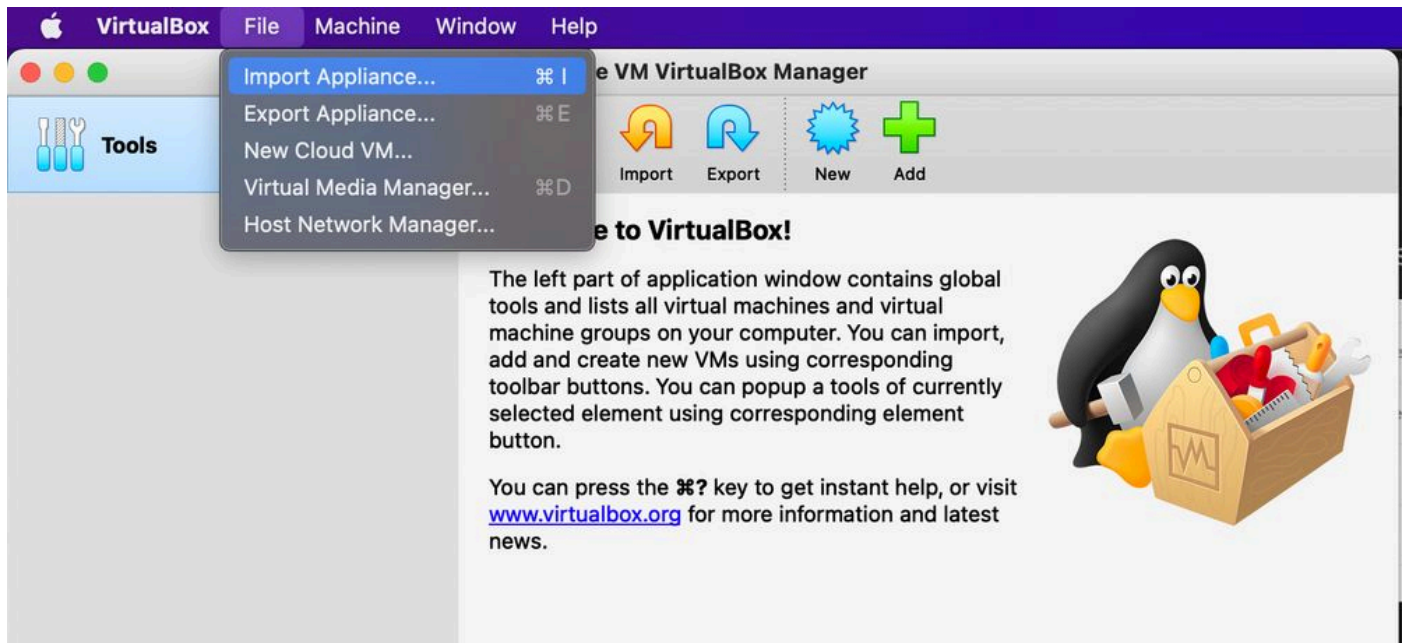 VirtualBox File Machine Window Help
Import Appliance... ⌘ I
Export Appliance... ⌘ E
New Cloud VM...
Virtual Media Manager... ⌘ D
Host Network Manager...
e VM VirtualBox Manager
Tools
Import Export New Add
e to VirtualBox!
The left part of application window contains global
tools and lists all virtual machines and virtual
machine groups on your computer. You can import,
add and create new VMs using corresponding
toolbar buttons. You can popup a tools of currently
selected element using corresponding element
button.
You can press the ⌘? key to get instant help, or visit
www.virtualbox.org for more information and latest
news.